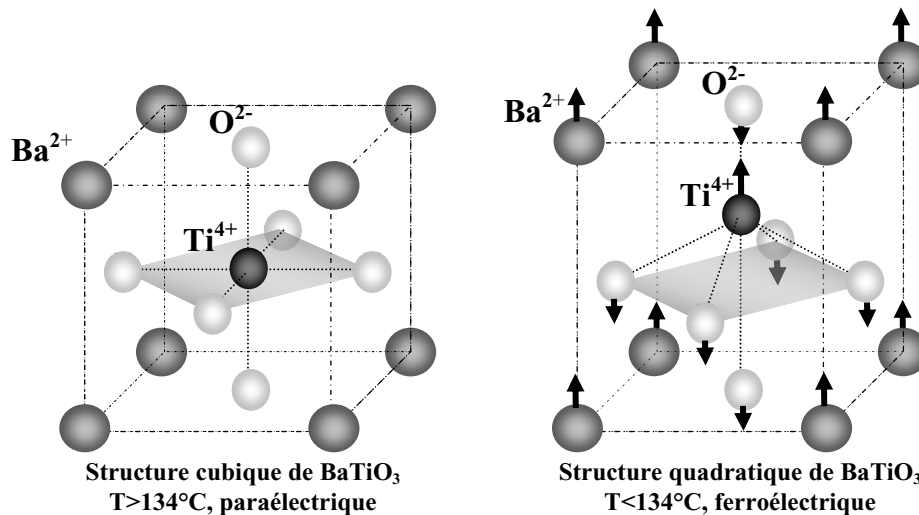 O²⁻
Ba²⁺
Ti⁴⁺
Structure cubique de BaTiO₃
T>134°C, paraélectrique
O²⁻
Ba²⁺
Ti⁴⁺
Structure quadratique de BaTiO₃
T<134°C, ferroélectrique